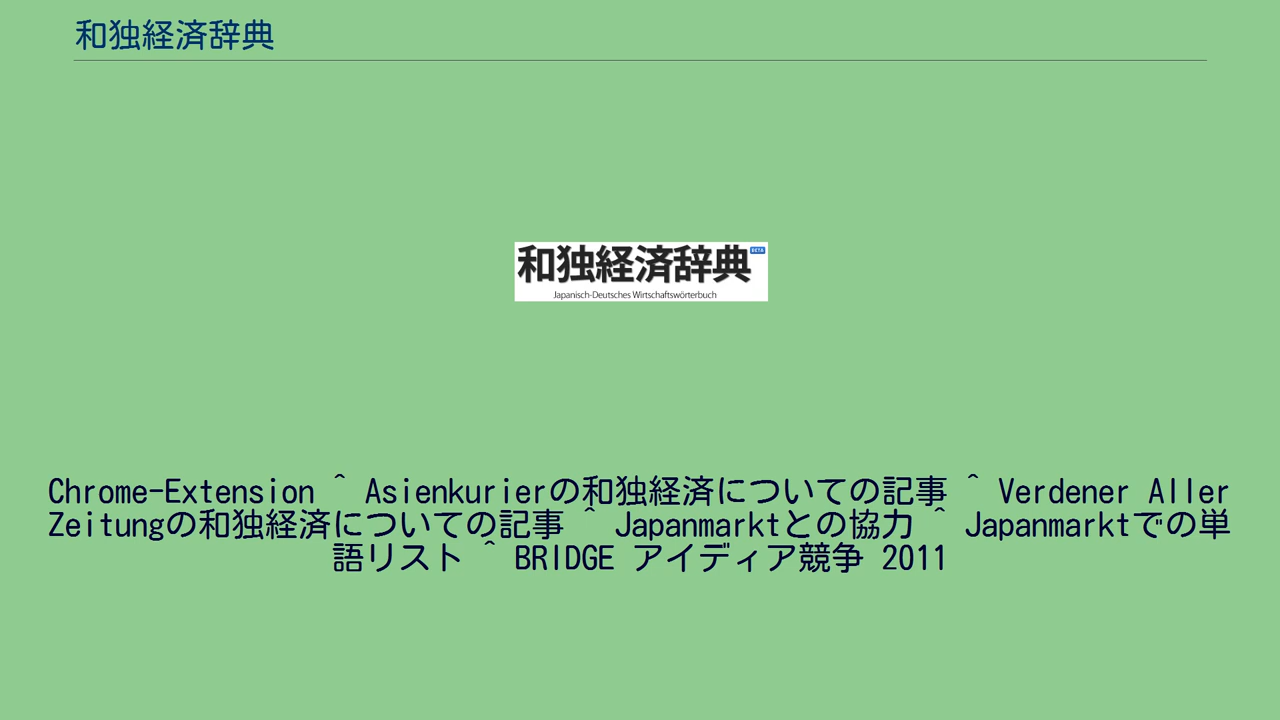 和独経済辞典
和独経済辞典 BETA
Japanisch-Deutsches Wirtschaftswörterbuch
Chrome-Extension ^ Asienkurierの和独経済についての記事 ^ Verdener Aller
Zeitungの和独経済についての記事 ^ Japanmarktとの協力 ^ Japanmarktでの単
語リスト ^ BRIDGE アイディア競争 2011